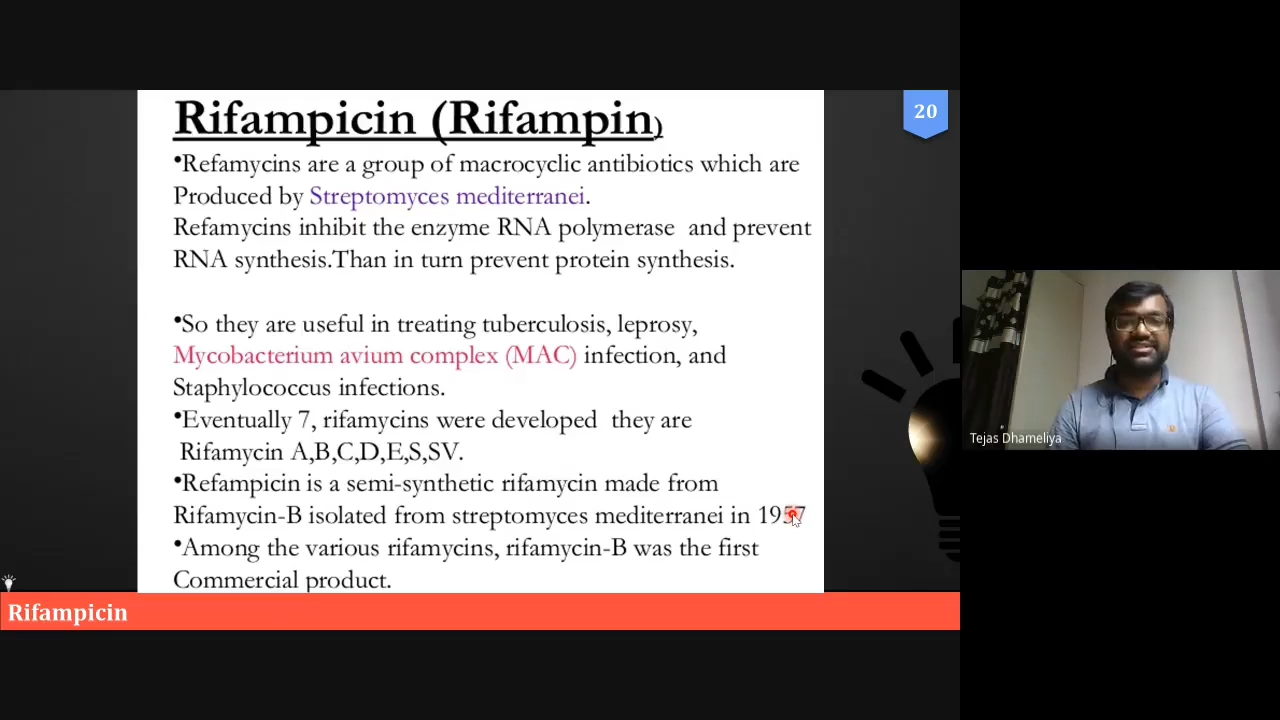 Rifampicin (Rifampin)
20
•Refamycins are a group of macrocyclic antibiotics which are
Produced by Streptomyces mediterranei.
Refamycins inhibit the enzyme RNA polymerase and prevent
RNA synthesis.Than in turn prevent protein synthesis.
•So they are useful in treating tuberculosis, leprosy,
Mycobacterium avium complex (MAC) infection, and
Staphylococcus infections.
•Eventually 7, rifamycins were developed they are
Rifamycin A,B,C,D,E,S,SV.
•Refampicin is a semi-synthetic rifamycin made from
Rifamycin-B isolated from streptomyces mediterranei in 1957
•Among the various rifamycins, rifamycin-B was the first
Commercial product.
Rifampicin
Tejas Dhameliya